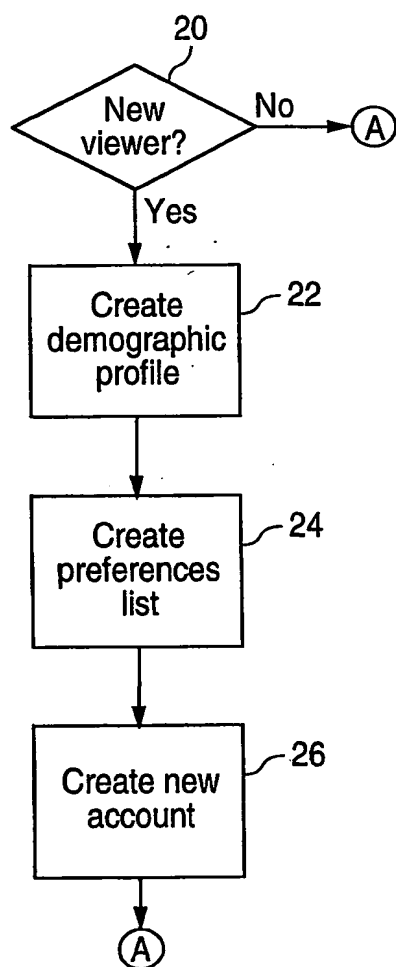 20
New
viewer?
No
A
Yes
Create
demographic
profile
22
Create
preferences
list
24
Create new
account
26
A